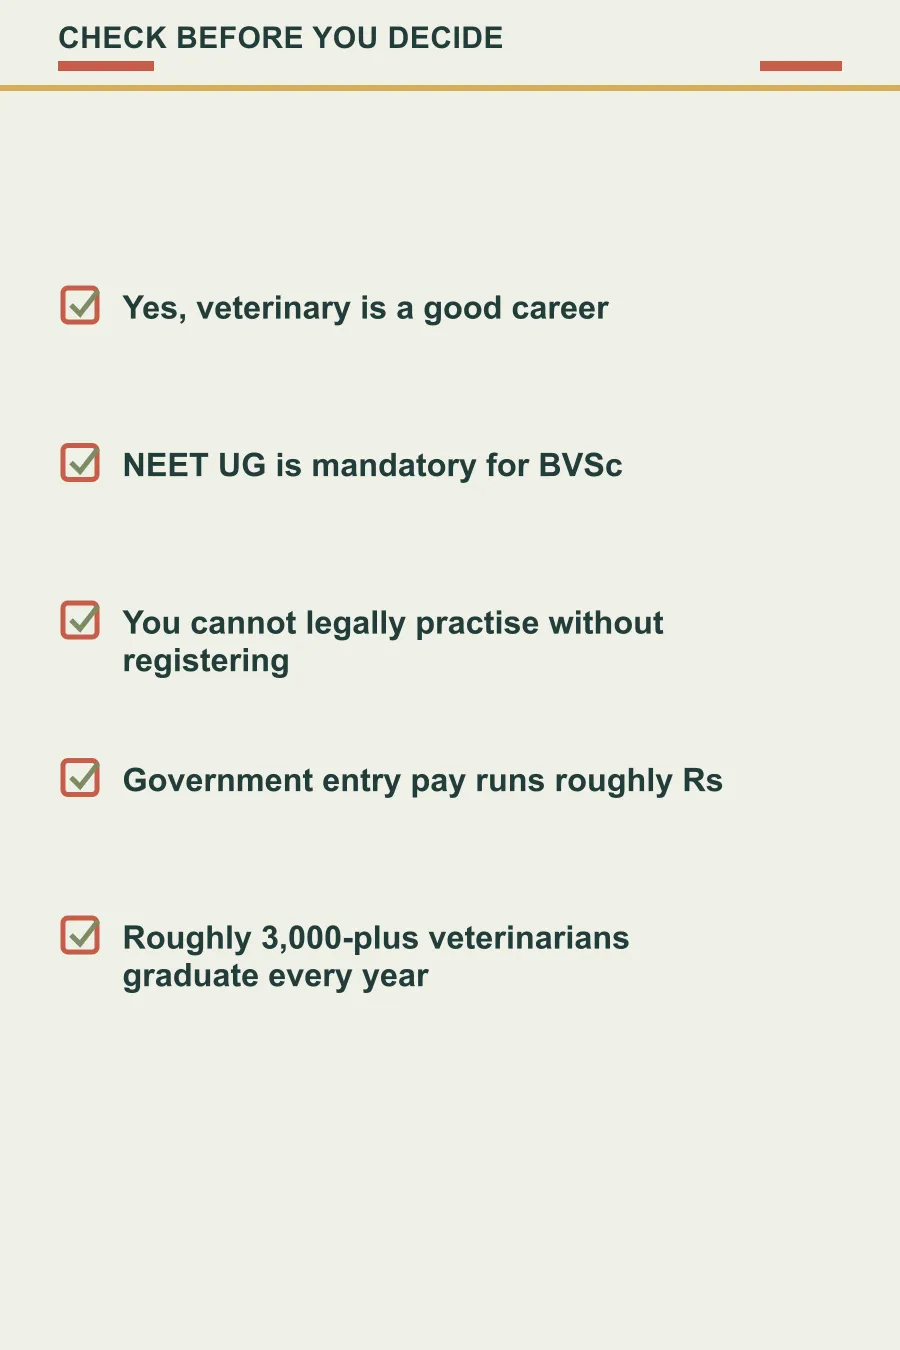 CHECK BEFORE YOU DECIDE
Yes, veterinary is a good career
NEET UG is mandatory for BVSc
You cannot legally practise without
registering
Government entry pay runs roughly Rs
Roughly 3,000-plus veterinarians
graduate every year